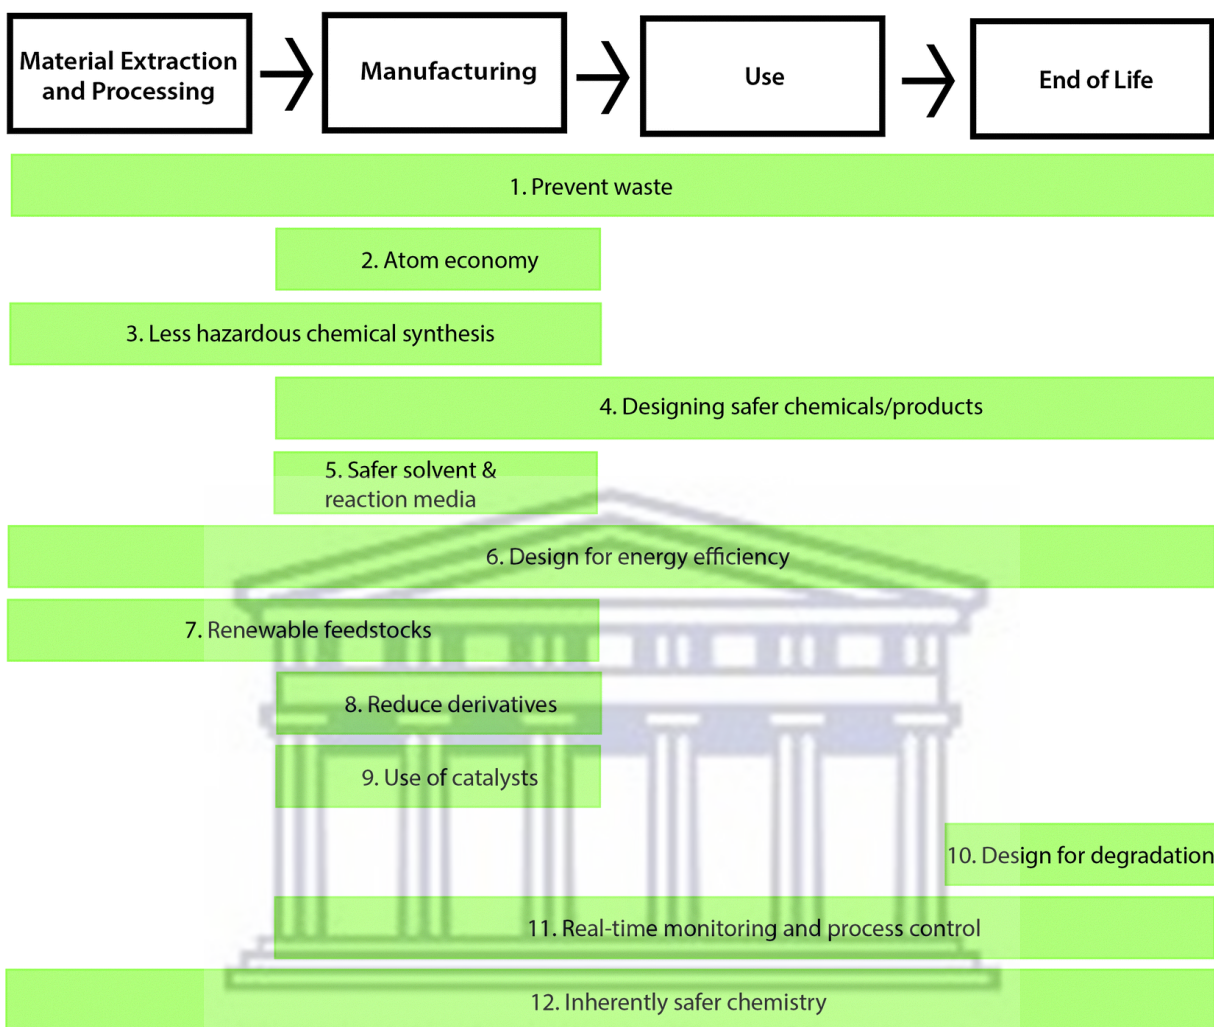 Material Extraction
and Processing
Manufacturing
Use
End of Life
1. Prevent waste
2. Atom economy
3. Less hazardous chemical synthesis
4. Designing safer chemicals/products
5. Safer solvent &
reaction media
6. Design for energy efficiency
7. Renewable feedstocks
8. Reduce derivatives
9. Use of catalysts
10. Design for degradation
11. Real-time monitoring and process control
12. Inherently safer chemistry